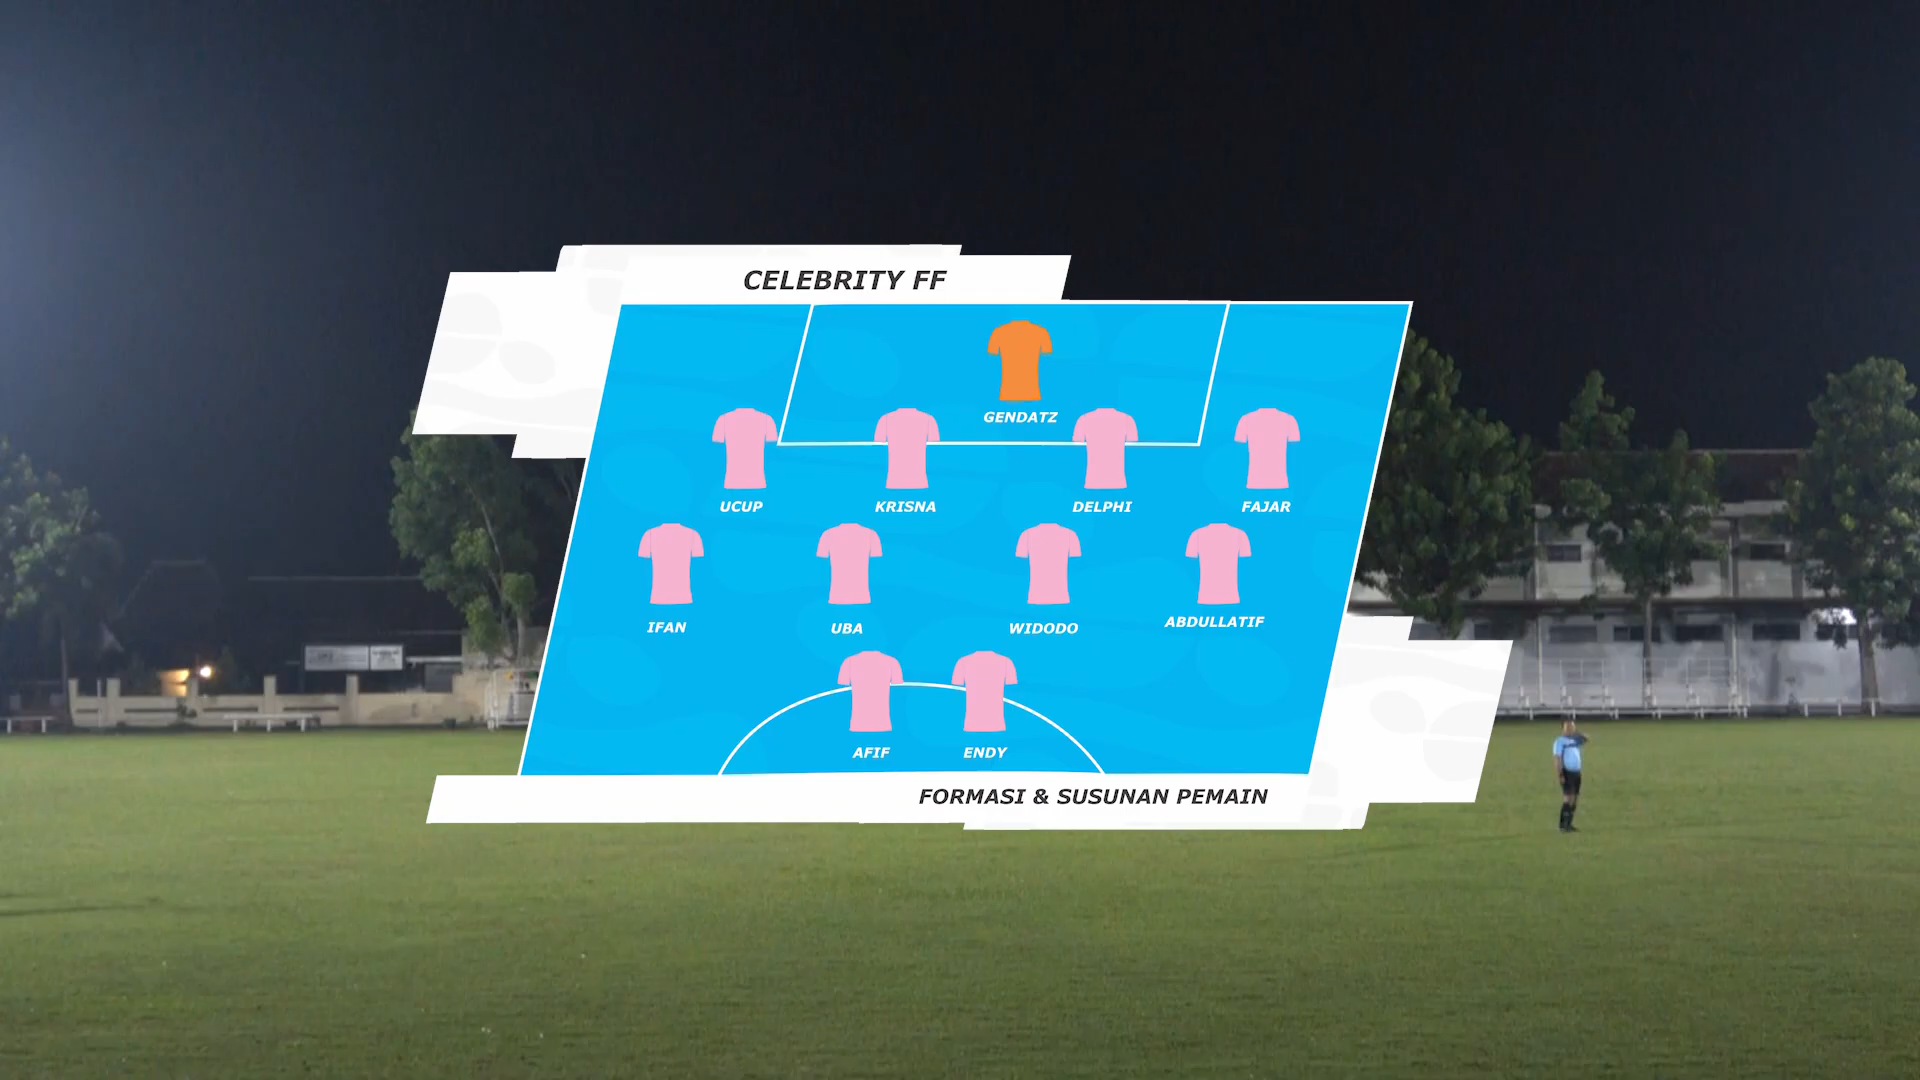 CELEBRITY FF
GENDATZ
UCUP KRISNA DELPHI FAJAR
IFAN UBA WIDODO ABDULLATIF
AFIF ENDY
FORMASI & SUSUNAN PEMAIN